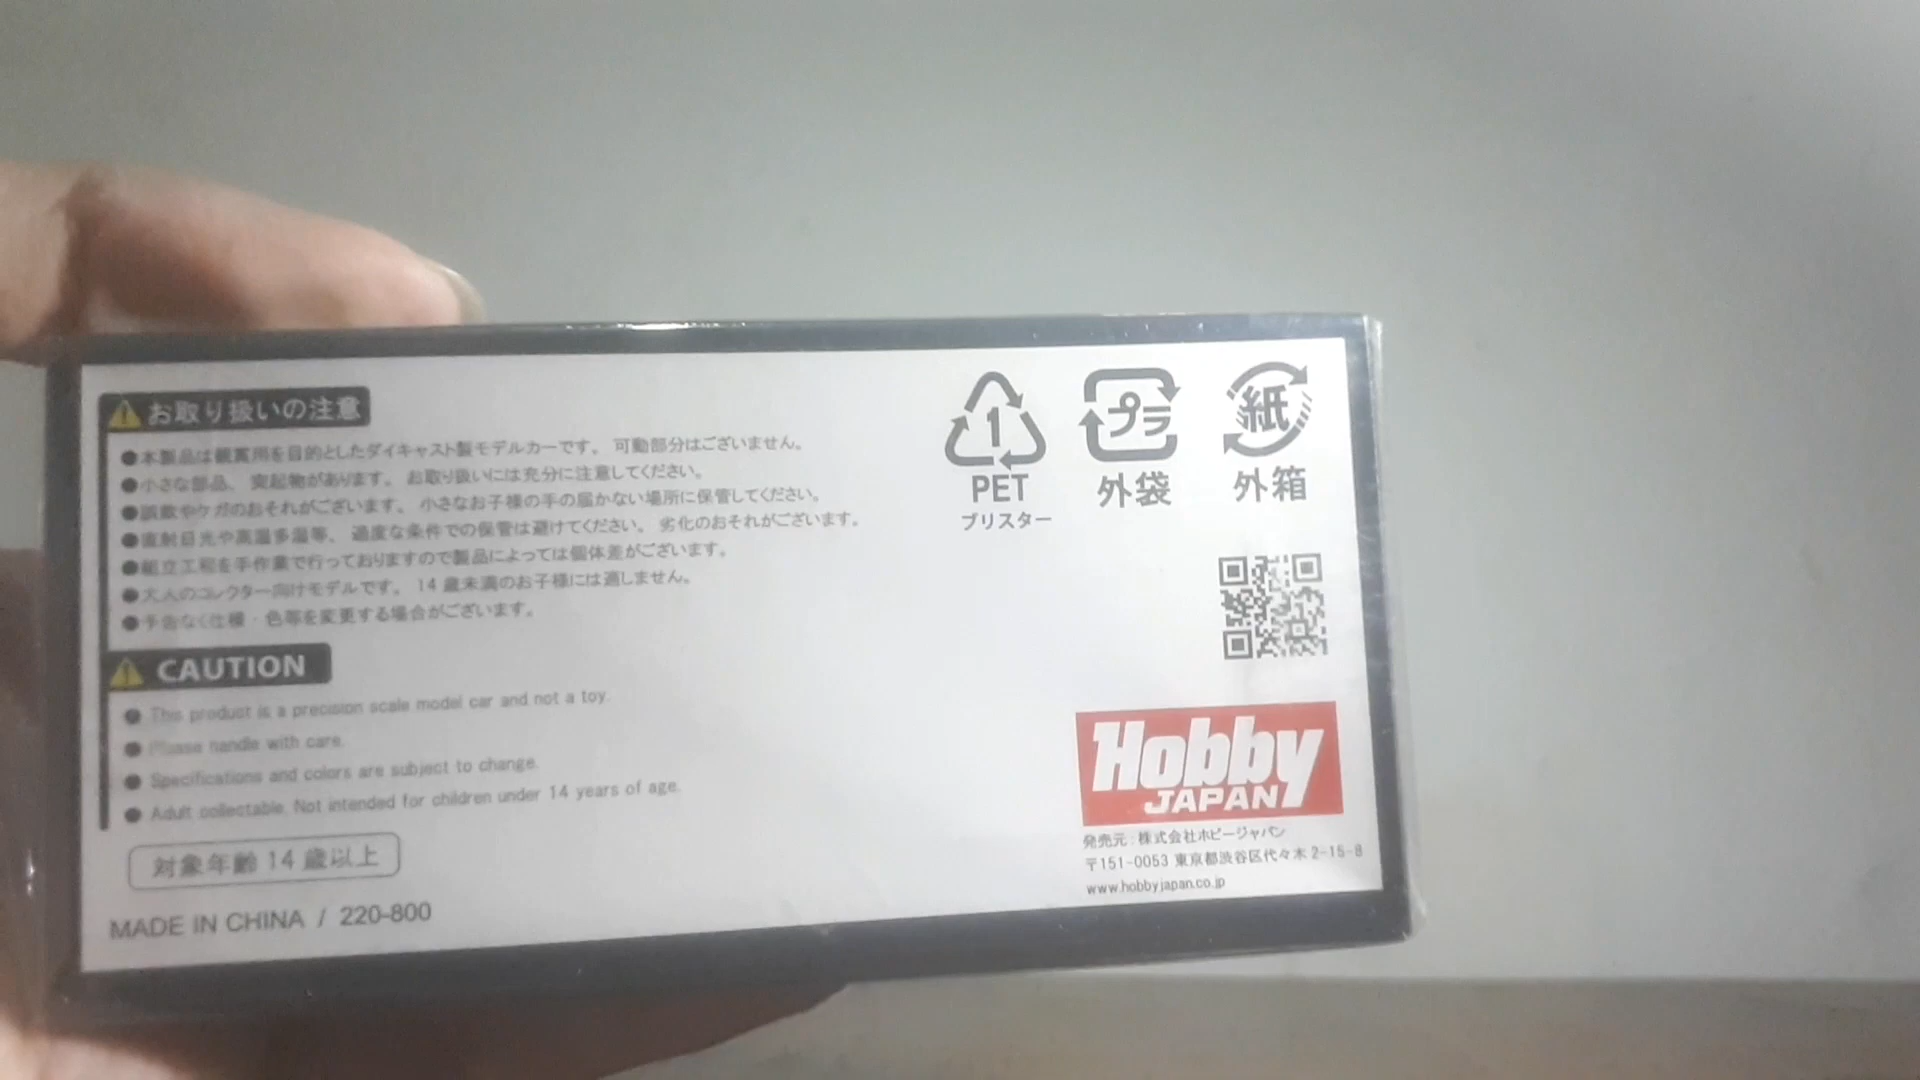 お取り扱いの注意
●本製品は観賞用を目的としたダイキャスト製モデルカーです。 可動部分はございません。
●小さな部品、 突起物があります。 お取り扱いには充分に注意してください。
●誤飲やケガのおそれがございます。 小さなお子様の手の届かない場所に保管してください。
●直射日光や高温多湿等、 過度な条件での保管は避けてください。 劣化のおそれがございます。
●組立工程を手作業で行っておりますので製品によっては個体差がございます。
●大人のコレクター向けモデルです。 14 歳未満のお子様には適しません。
●予告なく仕様・色等を変更する場合がございます。
CAUTION
● This product is a precision scale model car and not a toy.
● Please handle with care.
● Specifications and colors are subject to change.
● Adult collectable. Not intended for children under 14 years of age.
対象年齢 14 歳以上
MADE IN CHINA / 220-800
1
PET
ブリスター
プラ
外袋
紙
外箱
Hobby
JAPAN
発売元 : 株式会社ホビージャパン
〒151-0053 東京都渋谷区代々木 2-15-8
www.hobbyjapan.co.jp